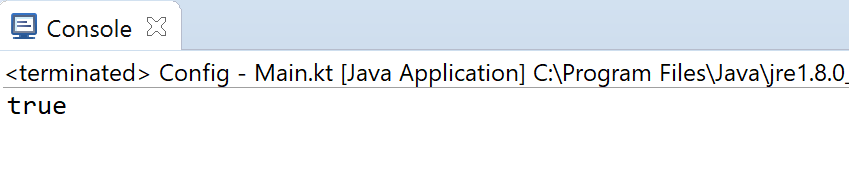 Console
<terminated> Config - Main.kt [Java Application] C:\Program Files\Java\jre1.8.0_
true